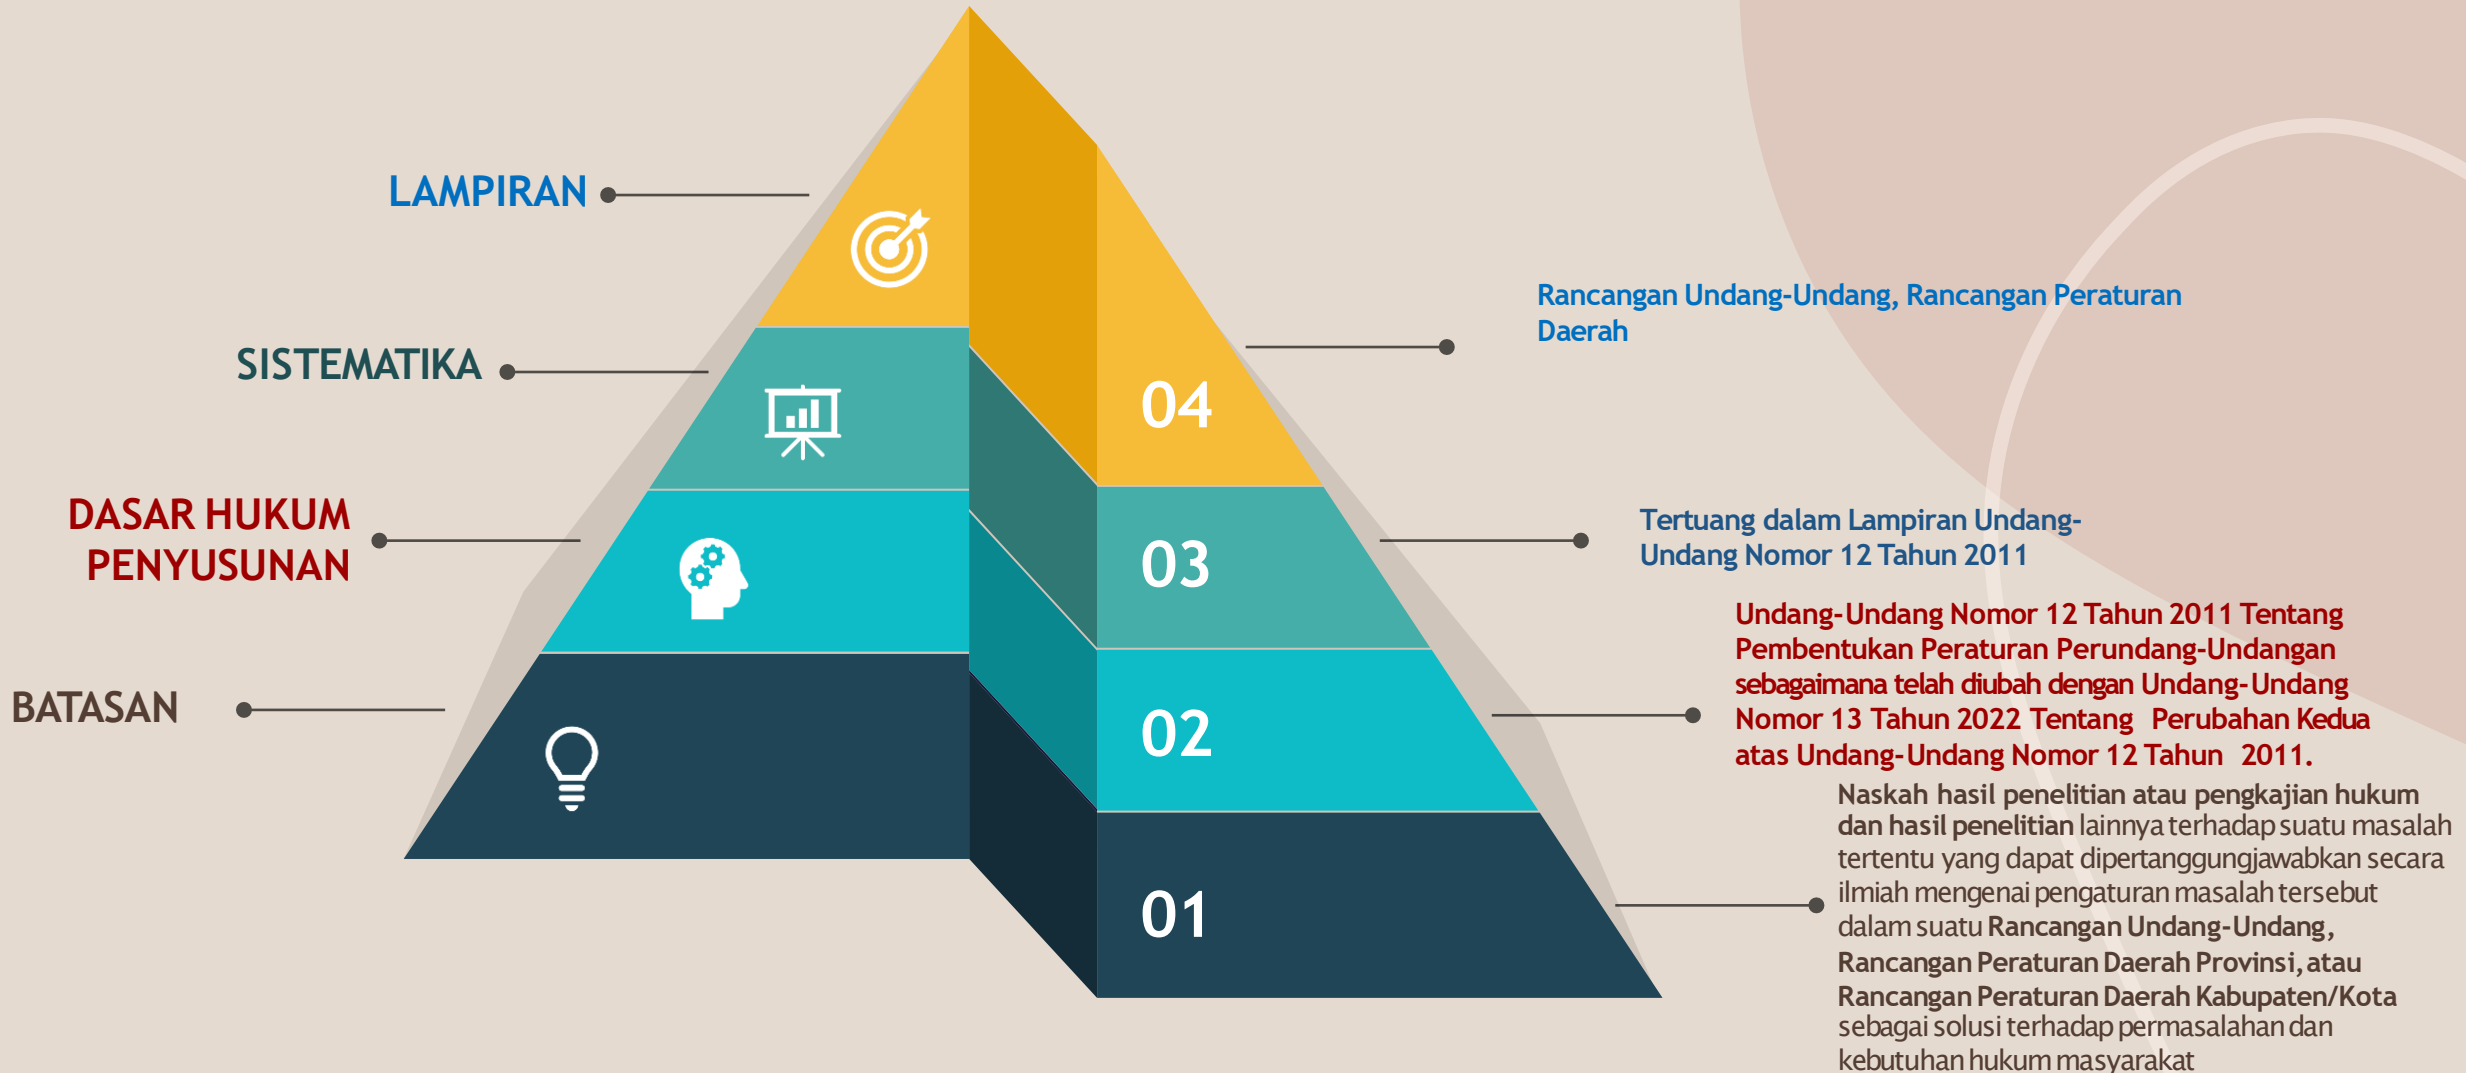 LAMPIRAN
SISTEMATIKA
DASAR HUKUM
PENYUSUNAN
BATASAN
04
03
02
01
Rancangan Undang-Undang, Rancangan Peraturan
Daerah
Tertuang dalam Lampiran Undang-
Undang Nomor 12 Tahun 2011
Undang-Undang Nomor 12 Tahun 2011 Tentang
Pembentukan Peraturan Perundang-Undangan
sebagaimana telah diubah dengan Undang-Undang
Nomor 13 Tahun 2022 Tentang Perubahan Kedua
atas Undang-Undang Nomor 12 Tahun 2011.
Naskah hasil penelitian atau pengkajian hukum
dan hasil penelitian lainnya terhadap suatu masalah
tertentu yang dapat dipertanggungjawabkan secara
ilmiah mengenai pengaturan masalah tersebut
dalam suatu Rancangan Undang-Undang,
Rancangan Peraturan Daerah Provinsi, atau
Rancangan Peraturan Daerah Kabupaten/Kota
sebagai solusi terhadap permasalahan dan
kebutuhan hukum masyarakat